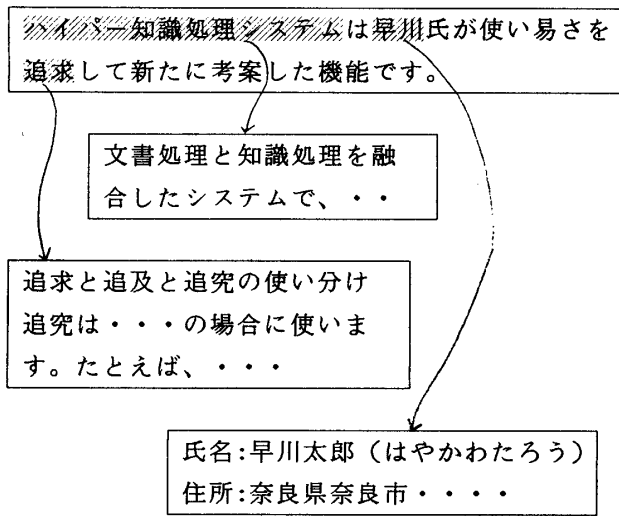 ハイパー知識処理システムは早川氏が使い易さを
追求して新たに考案した機能です。
文書処理と知識処理を融
合したシステムで、・・
追求と追及と追究の使い分け
追究は・・・の場合に使いま
す。たとえば、・・・
氏名:早川太郎（はやかわたろう）
住所:奈良県奈良市・・・・